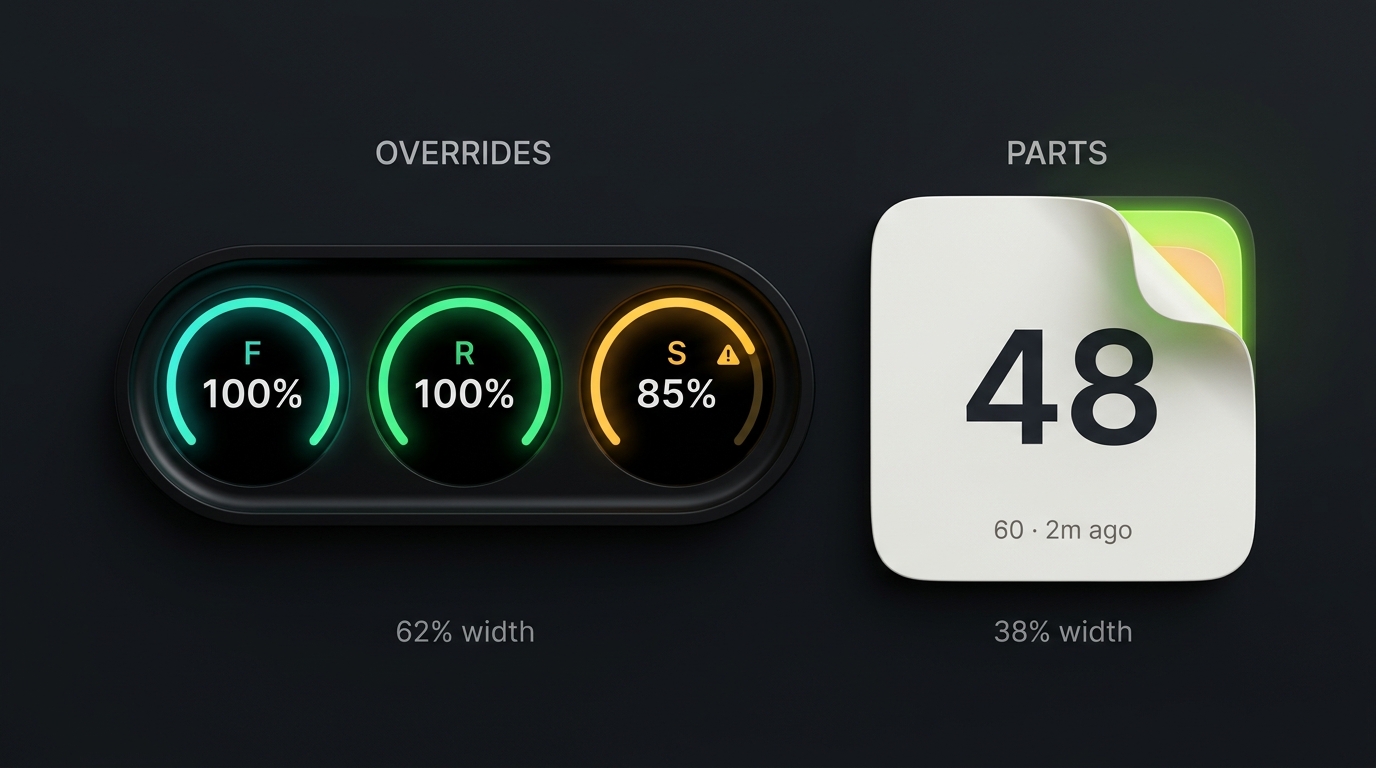 OVERRIDES
F
100%
R
100%
S
85%
62% width
PARTS
48
60 · 2m ago
38% width